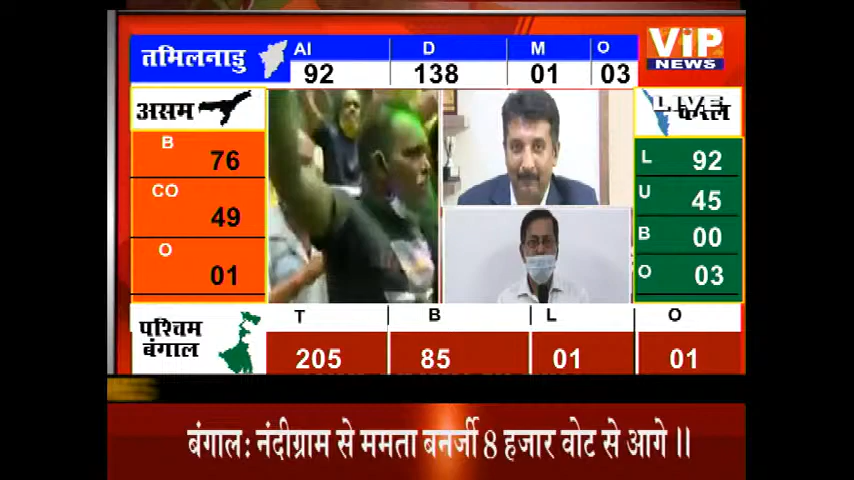 तमिलनाडु
AI D M O
92 138 01 03
ViP
NEWS
असम
B 76
CO 49
O 01
LIVE
L 92
U 45
B 00
O 03
पश्चिम
बंगाल
T B L O
205 85 01 01
बंगाल: नंदीग्राम से ममता बनर्जी 8 हजार वोट से आगे ||